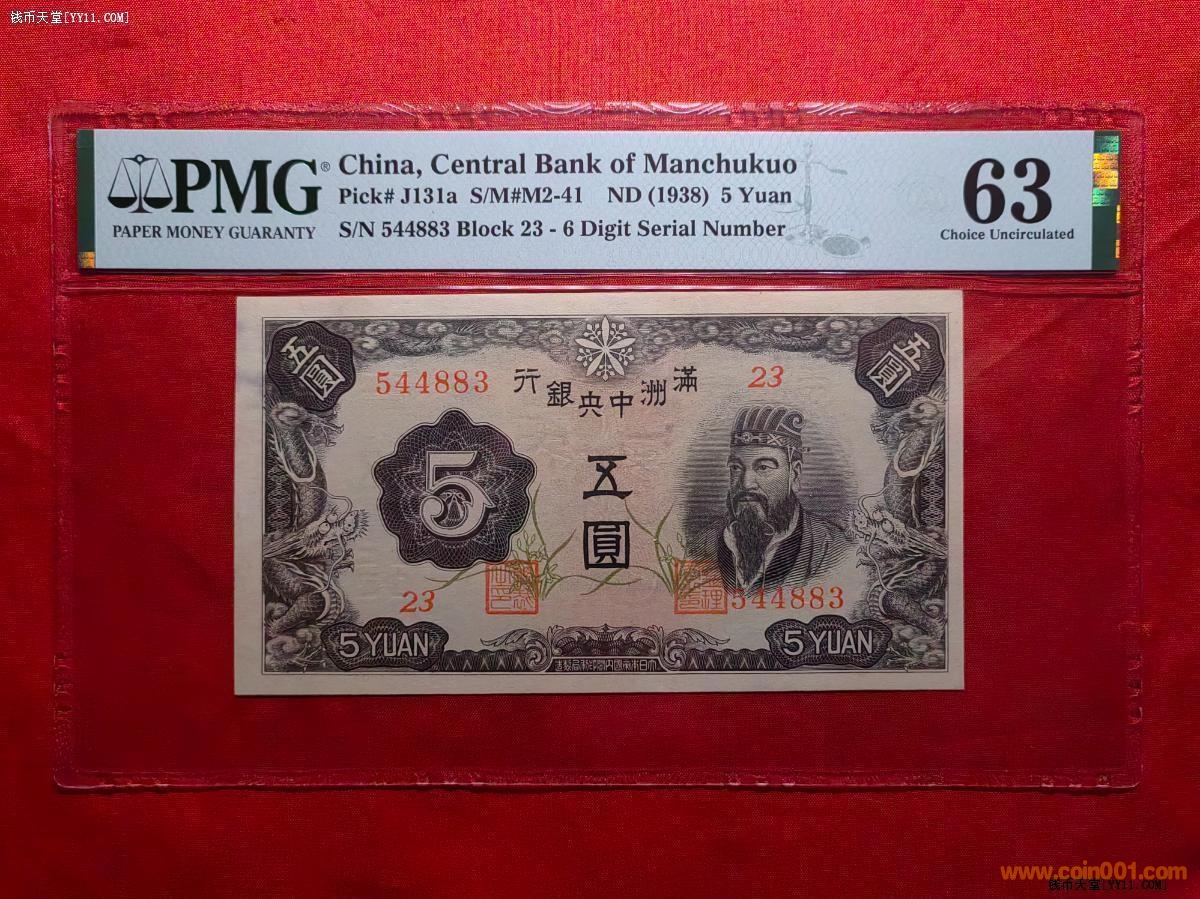 钱币天堂[YY11.COM]
PMG®
PAPER MONEY GUARANTY
China, Central Bank of Manchukuo
Pick# J131a S/M#M2-41 ND (1938) 5 Yuan
S/N 544883 Block 23 - 6 Digit Serial Number
63
Choice Uncirculated
五圓
五圓
544883
行銀央中洲滿
23
5
五
圓
23
544883
5 YUAN
5 YUAN
www.coin001.com
钱币天堂[YY11.COM]